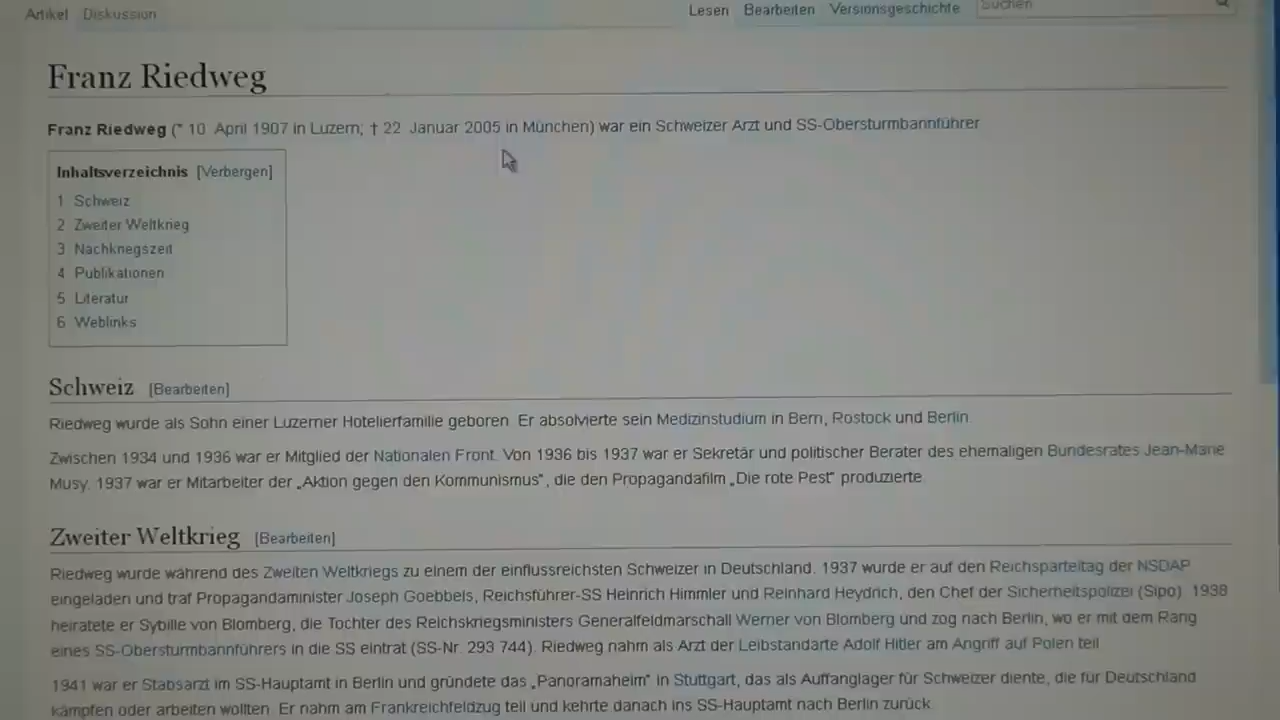 Artikel Diskussion Lesen Bearbeiten Versionsgeschichte Suchen
Franz Riedweg
Franz Riedweg (* 10. April 1907 in Luzern; † 22. Januar 2005 in München) war ein Schweizer Arzt und SS-Obersturmbannführer
Inhaltsverzeichnis [Verbergen]
1 Schweiz
2 Zweiter Weltkrieg
3 Nachkriegszeit
4 Publikationen
5 Literatur
6 Weblinks
Schweiz [Bearbeiten]
Riedweg wurde als Sohn einer Luzerner Hotelierfamilie geboren. Er absolvierte sein Medizinstudium in Bern, Rostock und Berlin.
Zwischen 1934 und 1936 war er Mitglied der Nationalen Front. Von 1936 bis 1937 war er Sekretär und politischer Berater des ehemaligen Bundesrates Jean-Marie
Musy. 1937 war er Mitarbeiter der „Aktion gegen den Kommunismus“, die den Propagandafilm „Die rote Pest“ produzierte.
Zweiter Weltkrieg [Bearbeiten]
Riedweg wurde während des Zweiten Weltkriegs zu einem der einflussreichsten Schweizer in Deutschland. 1937 wurde er auf den Reichsparteitag der NSDAP
eingeladen und traf Propagandaminister Joseph Goebbels, Reichsführer-SS Heinrich Himmler und Reinhard Heydrich, den Chef der Sicherheitspolizei (Sipo). 1938
heiratete er Sybille von Blomberg, die Tochter des Reichskriegsministers Generalfeldmarschall Werner von Blomberg und zog nach Berlin, wo er mit dem Rang
eines SS-Obersturmbannführers in die SS eintrat (SS-Nr. 293 744). Riedweg nahm als Arzt der Leibstandarte Adolf Hitler am Angriff auf Polen teil.
1941 war er Stabsarzt im SS-Hauptamt in Berlin und gründete das „Panoramaheim“ in Stuttgart, das als Auffanglager für Schweizer diente, die für Deutschland
kämpfen oder arbeiten wollten. Er nahm am Frankreichfeldzug teil und kehrte danach ins SS-Hauptamt nach Berlin zurück.